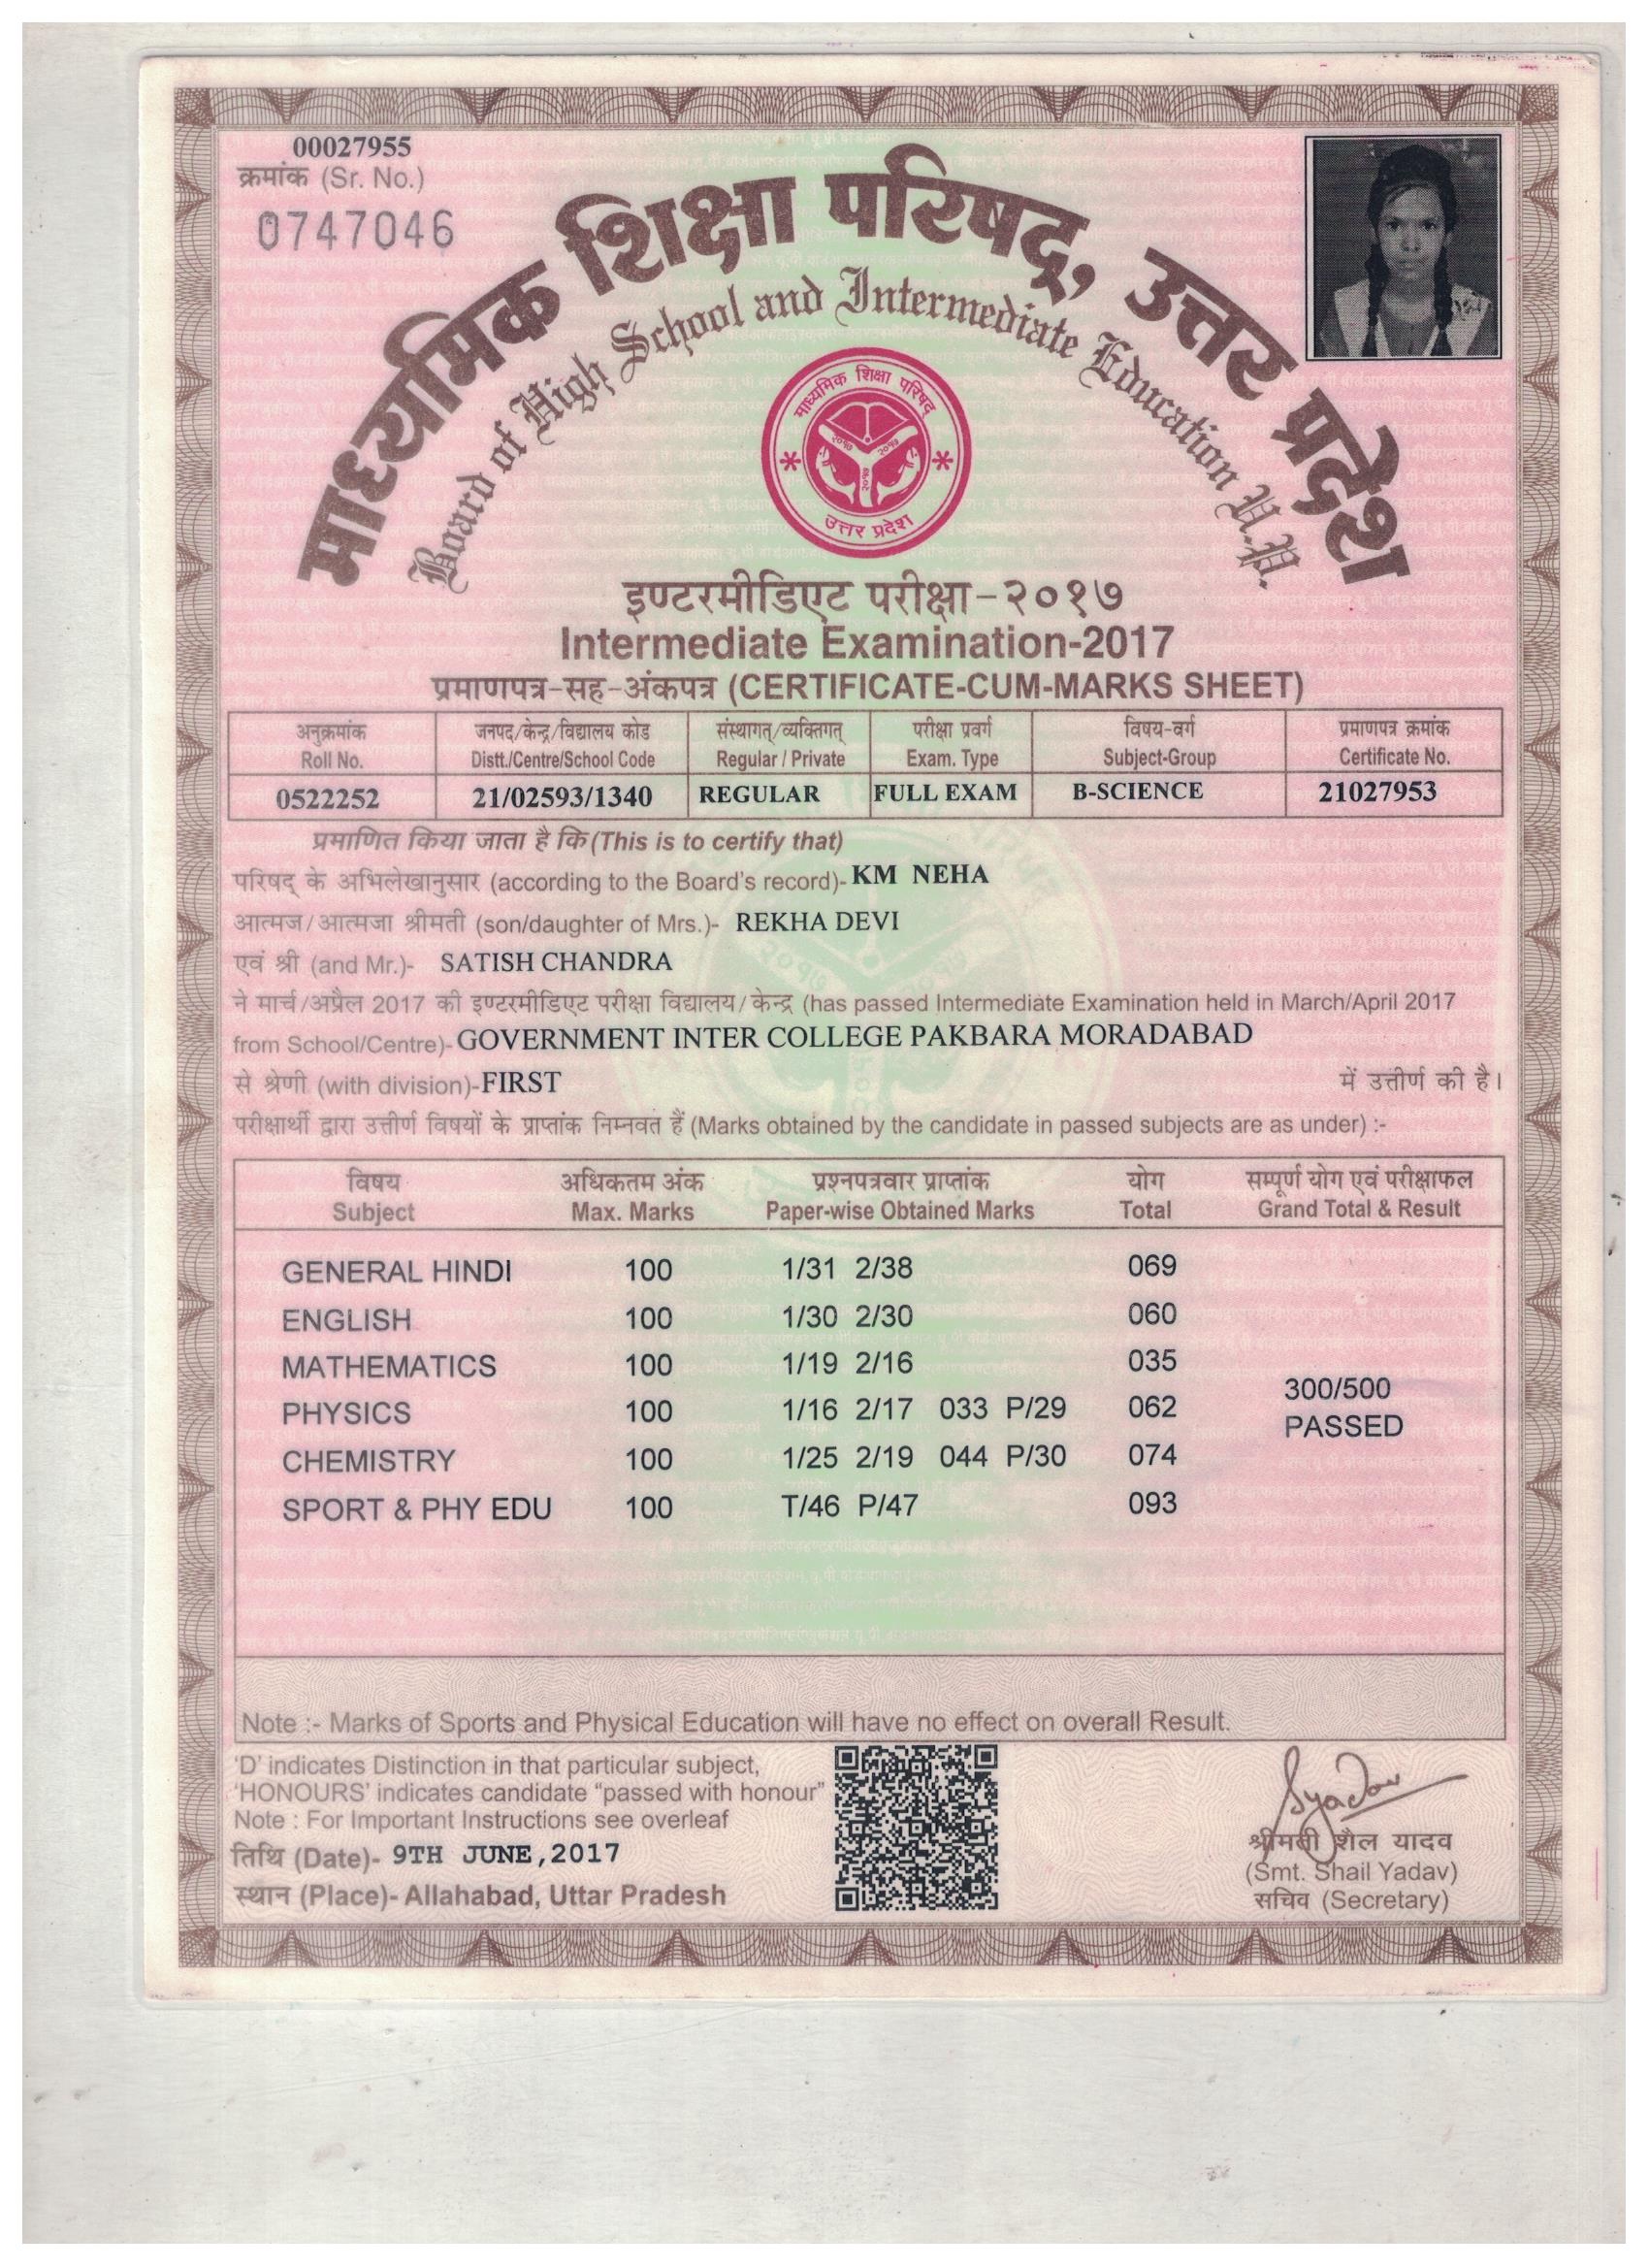 00027955
क्रमांक (Sr. No.)
0747046
माध्यमिक शिक्षा परिषद्, उत्तर प्रदेश
Board of High School and Intermediate Education U.P.
माध्यमिक शिक्षा परिषद्
२०१७ २०१७
२०१७
उत्तर प्रदेश
इण्टरमीडिएट परीक्षा-२०१७
Intermediate Examination-2017
प्रमाणपत्र-सह-अंकपत्र (CERTIFICATE-CUM-MARKS SHEET)
अनुक्रमांक जनपद/केन्द्र/विद्यालय कोड संस्थागत्/व्यक्तिगत् परीक्षा प्रवर्ग विषय-वर्ग प्रमाणपत्र क्रमांक
Roll No. Distt./Centre/School Code Regular / Private Exam. Type Subject-Group Certificate No.
0522252 21/02593/1340 REGULAR FULL EXAM B-SCIENCE 21027953
प्रमाणित किया जाता है कि (This is to certify that)
परिषद् के अभिलेखानुसार (according to the Board's record)- KM NEHA
आत्मज/आत्मजा श्रीमती (son/daughter of Mrs.)- REKHA DEVI
एवं श्री (and Mr.)- SATISH CHANDRA
ने मार्च/अप्रैल 2017 की इण्टरमीडिएट परीक्षा विद्यालय/केन्द्र (has passed Intermediate Examination held in March/April 2017
from School/Centre)- GOVERNMENT INTER COLLEGE PAKBARA MORADABAD
से श्रेणी (with division)- FIRST में उत्तीर्ण की है।
परीक्षार्थी द्वारा उत्तीर्ण विषयों के प्राप्तांक निम्नवत हैं (Marks obtained by the candidate in passed subjects are as under) :-
विषय अधिकतम अंक प्रश्नपत्रवार प्राप्तांक योग सम्पूर्ण योग एवं परीक्षाफल
Subject Max. Marks Paper-wise Obtained Marks Total Grand Total & Result
GENERAL HINDI 100 1/31 2/38 069
ENGLISH 100 1/30 2/30 060
MATHEMATICS 100 1/19 2/16 035
300/500
PHYSICS 100 1/16 2/17 033 P/29 062
PASSED
CHEMISTRY 100 1/25 2/19 044 P/30 074
SPORT & PHY EDU 100 T/46 P/47 093
Note :- Marks of Sports and Physical Education will have no effect on overall Result.
'D' indicates Distinction in that particular subject,
'HONOURS' indicates candidate "passed with honour"
Note : For Important Instructions see overleaf
तिथि (Date)- 9TH JUNE,2017
स्थान (Place)- Allahabad, Uttar Pradesh
Syadav
श्रीमती शैल यादव
(Smt. Shail Yadav)
सचिव (Secretary)